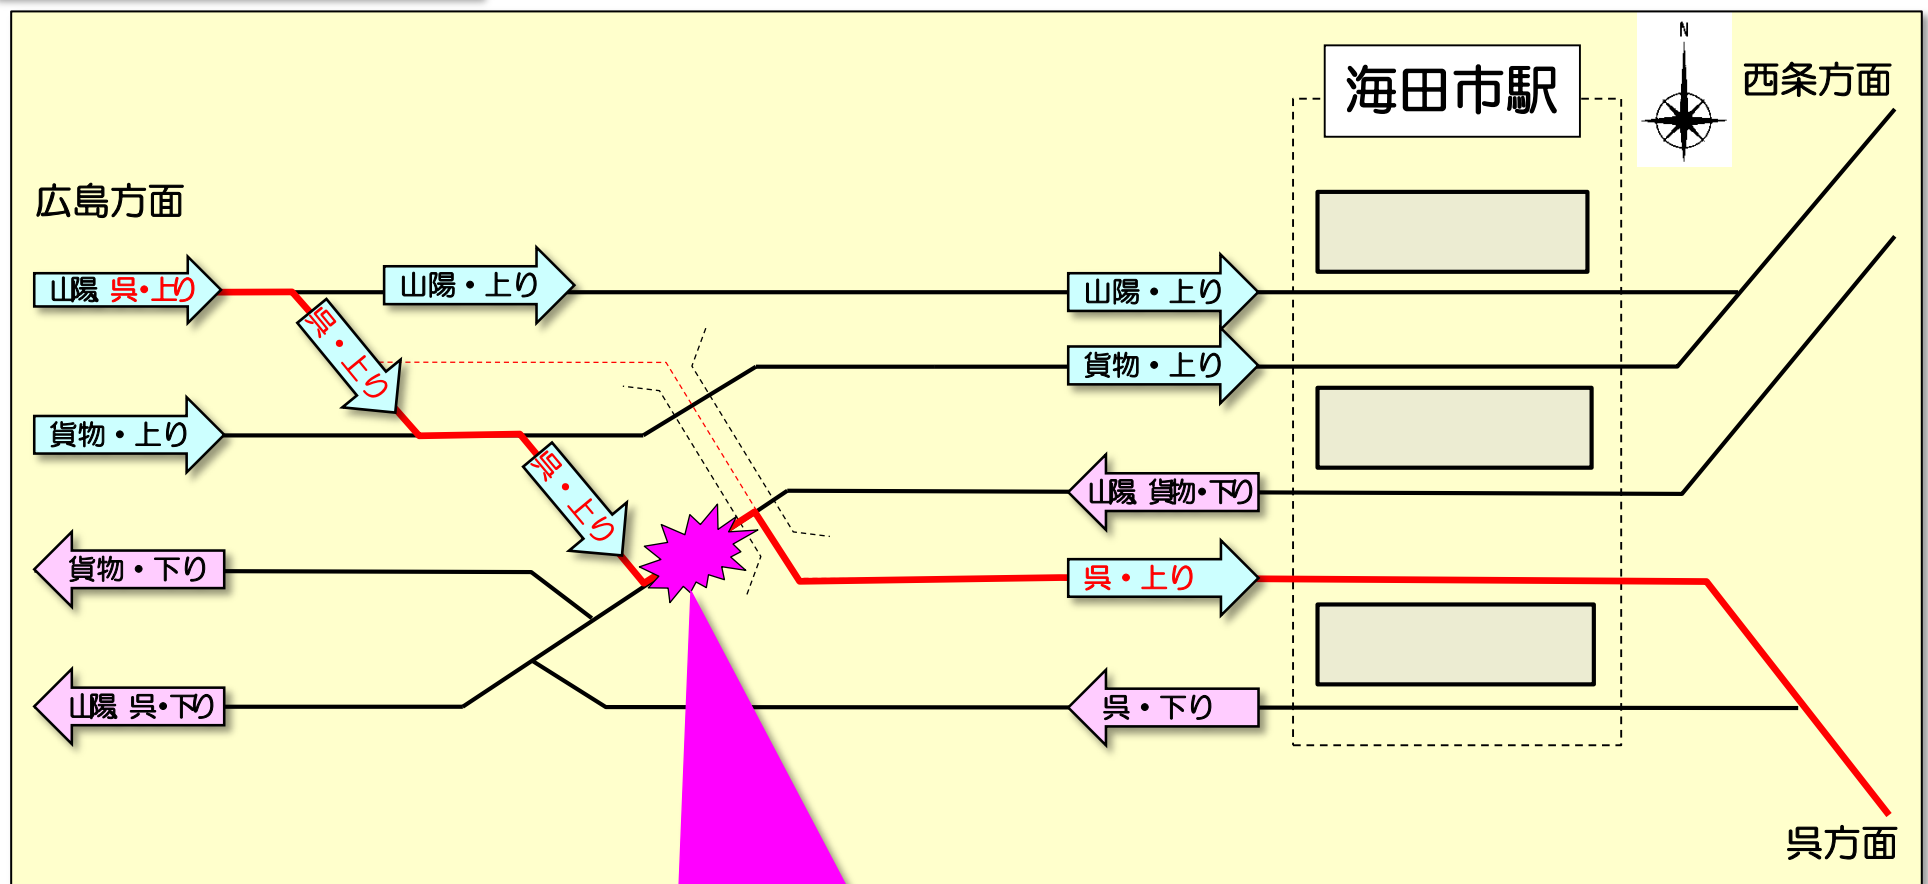 N
海田市駅
西条方面
広島方面
山陽 呉・上り
山陽・上り
山陽・上り
呉・上り
貨物・上り
貨物・上り
呉・上り
山陽 貨物・下り
貨物・下り
呉・上り
山陽 呉・下り
呉・下り
呉方面